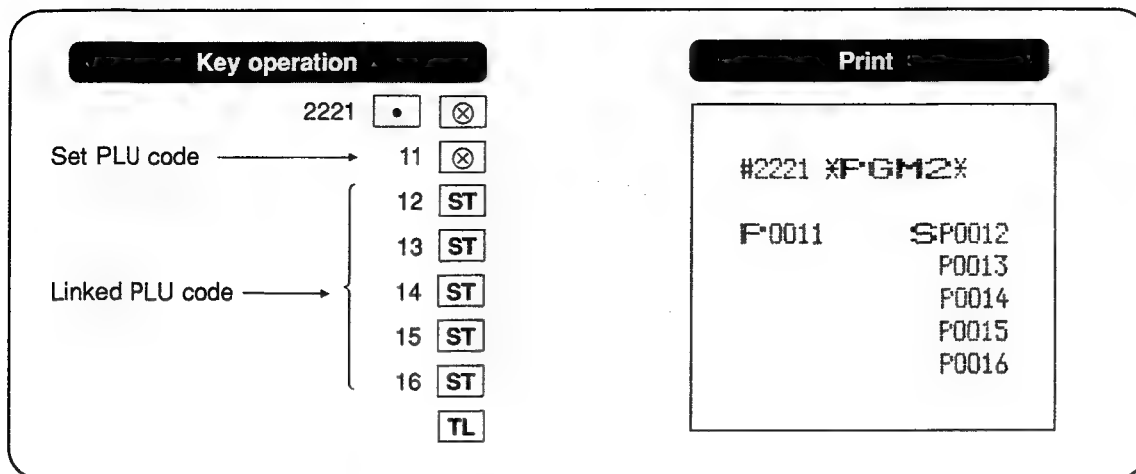 Key operation
2221 • ⊗
Set PLU code 11 ⊗
12 ST
13 ST
Linked PLU code 14 ST
15 ST
16 ST
TL
Print
#2221 *PGM2*
P0011 SP0012
P0013
P0014
P0015
P0016